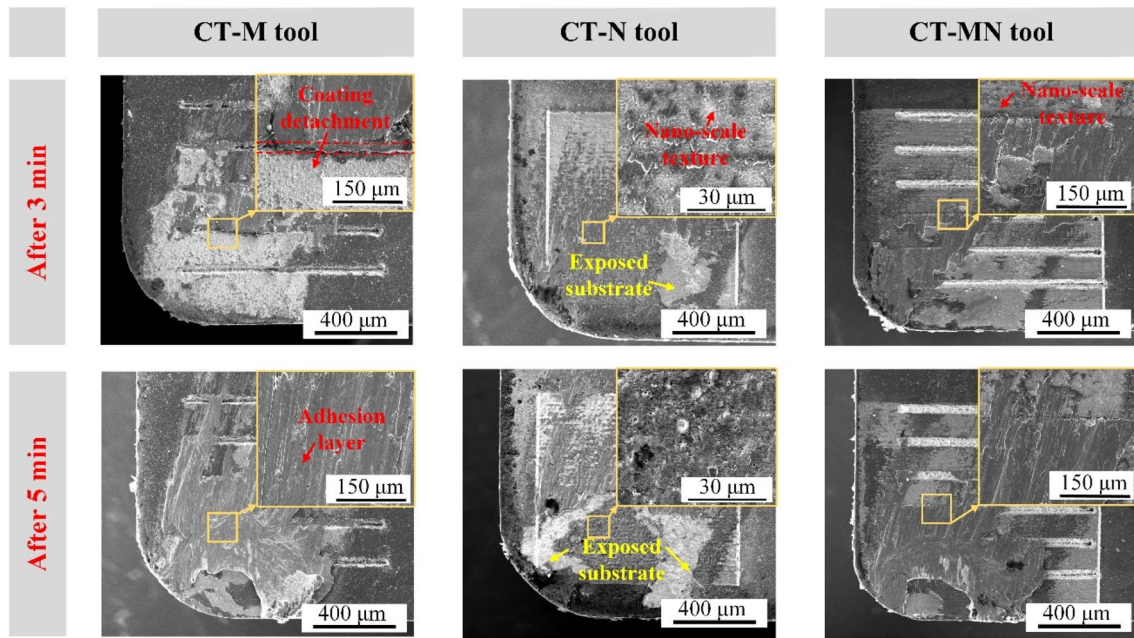 CT-M tool
CT-N tool
CT-MN tool
After 3 min
Coating
detachment
150 μm
400 μm
Nano-scale
texture
30 μm
Exposed
substrate
400 μm
Nano-scale
texture
150 μm
400 μm
After 5 min
Adhesion
layer
150 μm
400 μm
30 μm
Exposed
substrate
400 μm
150 μm
400 μm